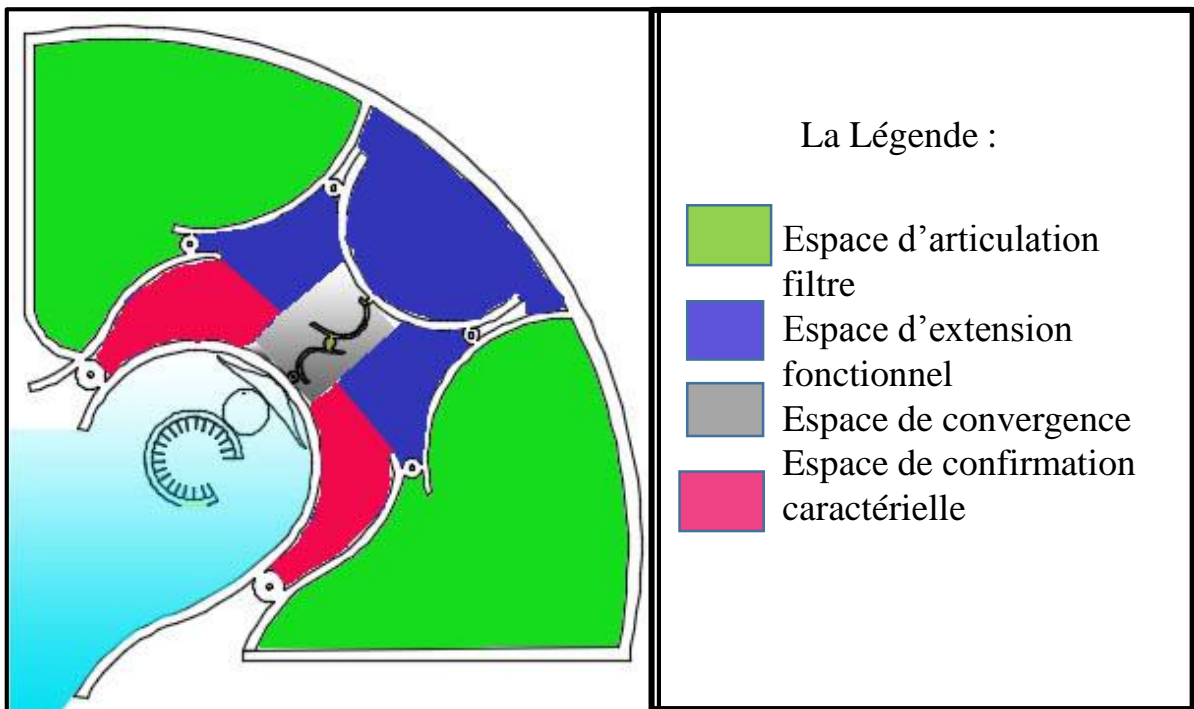 La Légende :
Espace d’articulation
filtre
Espace d’extension
fonctionnel
Espace de convergence
Espace de confirmation
caractérielle